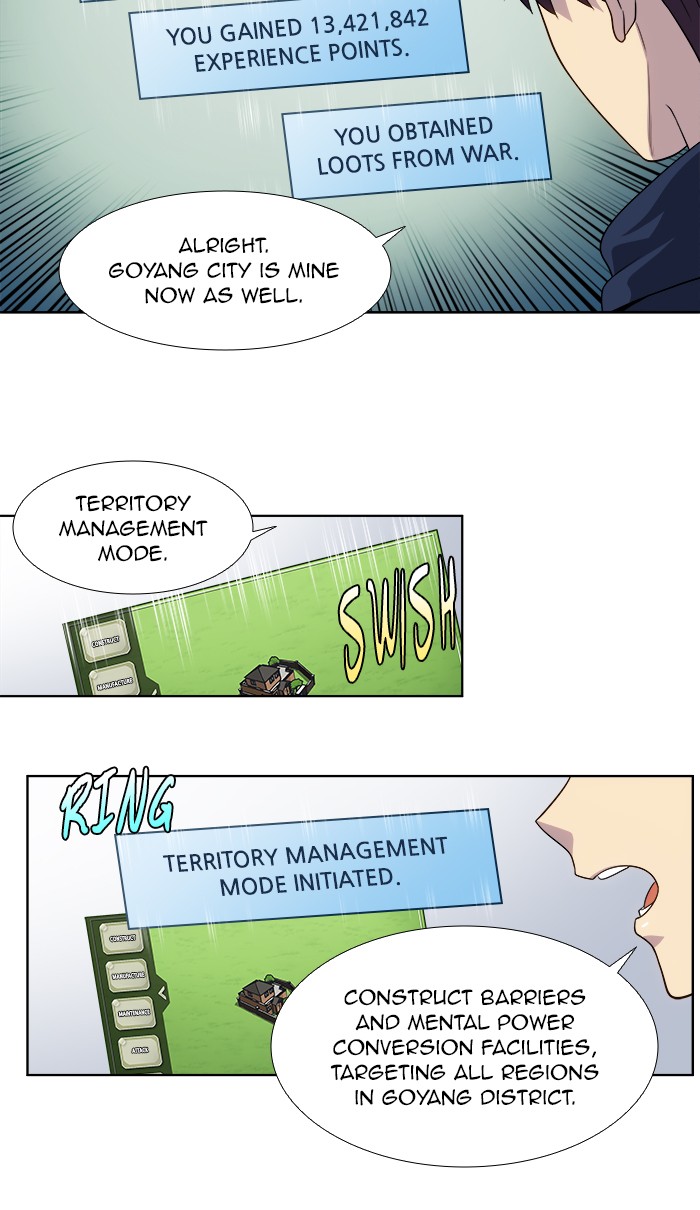 YOU GAINED 13,421,842
EXPERIENCE POINTS.
YOU OBTAINED
LOOTS FROM WAR.
ALRIGHT.
GOYANG CITY IS MINE
NOW AS WELL.
TERRITORY
MANAGEMENT
MODE.
SWISH
CONSTRUCT
MANUFACTURE
RING
TERRITORY MANAGEMENT
MODE INITIATED.
CONSTRUCT
MANUFACTURE
MAINTENANCE
ATTACK
CONSTRUCT BARRIERS
AND MENTAL POWER
CONVERSION FACILITIES,
TARGETING ALL REGIONS
IN GOYANG DISTRICT.